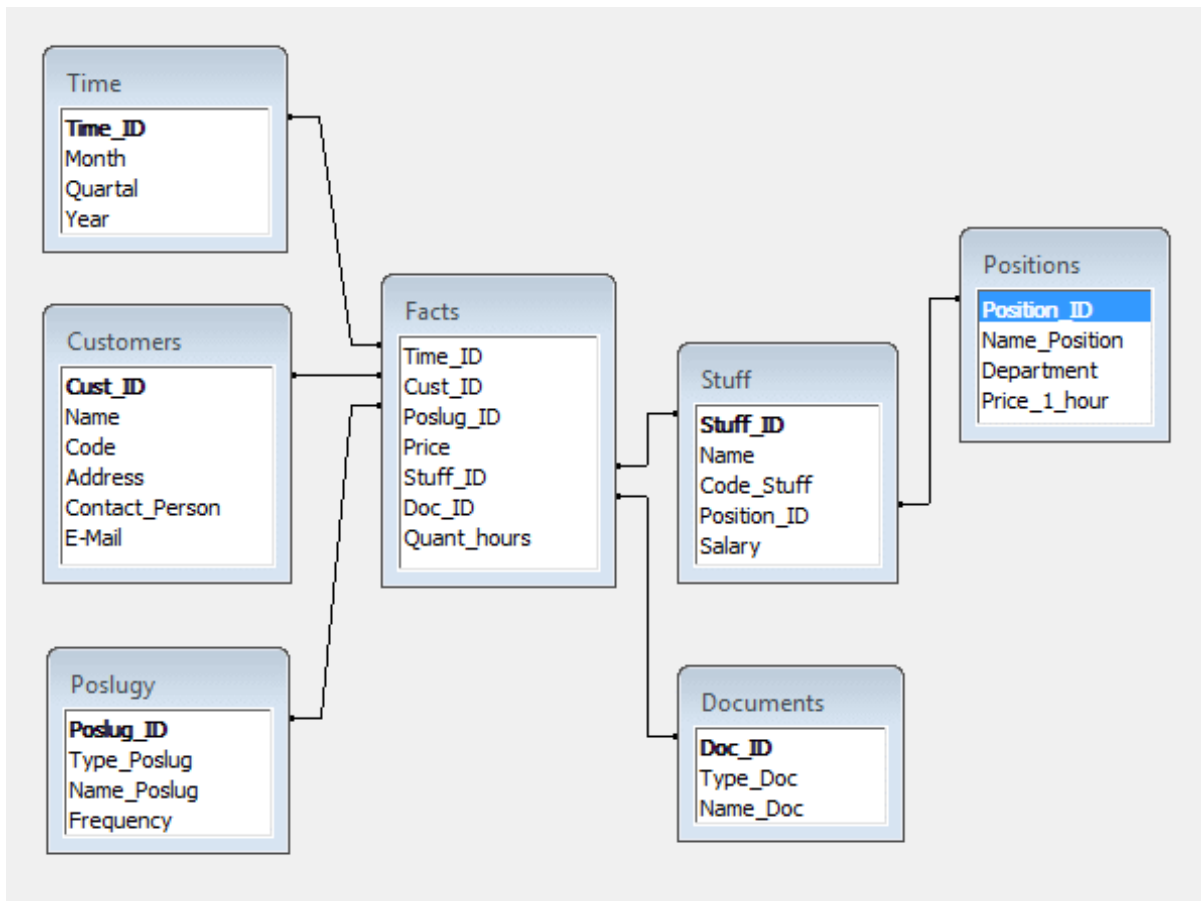 Time
Time_ID
Month
Quartal
Year
Customers
Cust_ID
Name
Code
Address
Contact_Person
E-Mail
Poslugy
Poslug_ID
Type_Poslug
Name_Poslug
Frequency
Facts
Time_ID
Cust_ID
Poslug_ID
Price
Stuff_ID
Doc_ID
Quant_hours
Stuff
Stuff_ID
Name
Code_Stuff
Position_ID
Salary
Documents
Doc_ID
Type_Doc
Name_Doc
Positions
Position_ID
Name_Position
Department
Price_1_hour